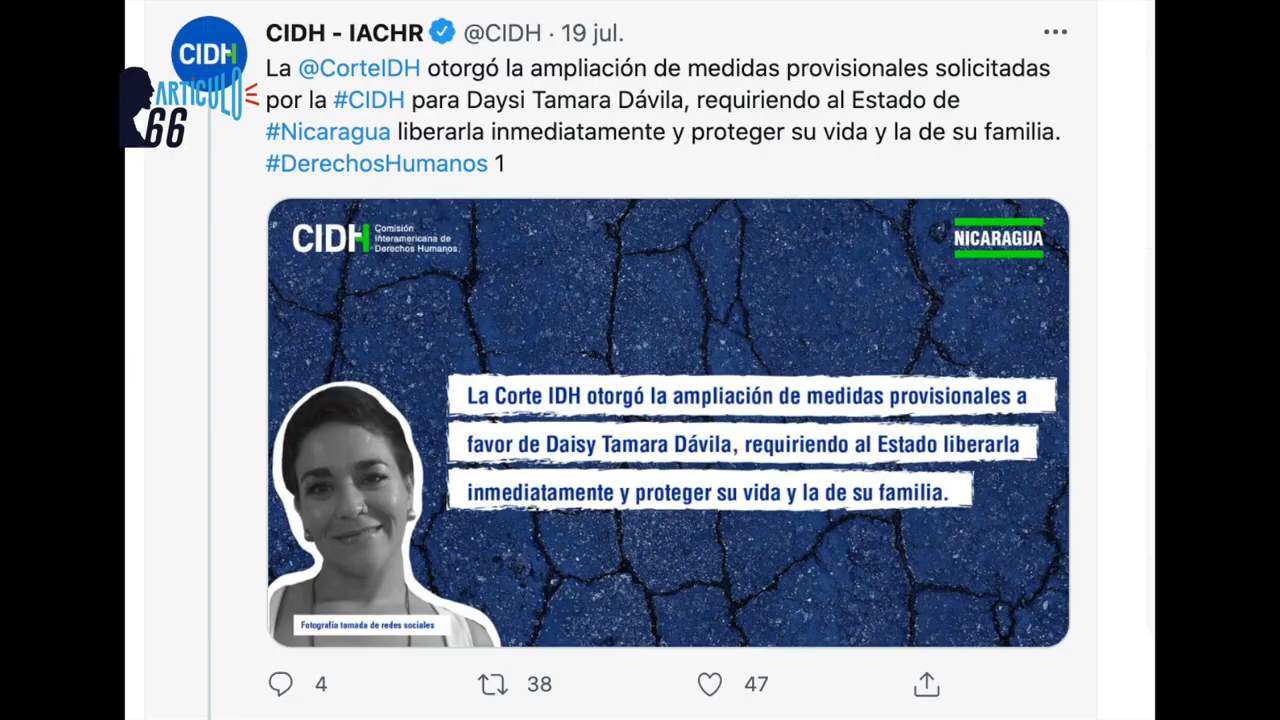 CIDH - IACHR @CIDH · 19 jul.
CIDH
La @CorteIDH otorgó la ampliación de medidas provisionales solicitadas
ARTÍCULO
66
por la #CIDH para Daysi Tamara Dávila, requiriendo al Estado de
#Nicaragua liberarla inmediatamente y proteger su vida y la de su familia.
#DerechosHumanos 1
CIDH
Comisión
Interamericana de
Derechos Humanos
NICARAGUA
La Corte IDH otorgó la ampliación de medidas provisionales a
favor de Daisy Tamara Dávila, requiriendo al Estado liberarla
inmediatamente y proteger su vida y la de su familia.
Fotografía tomada de redes sociales
4 38 47